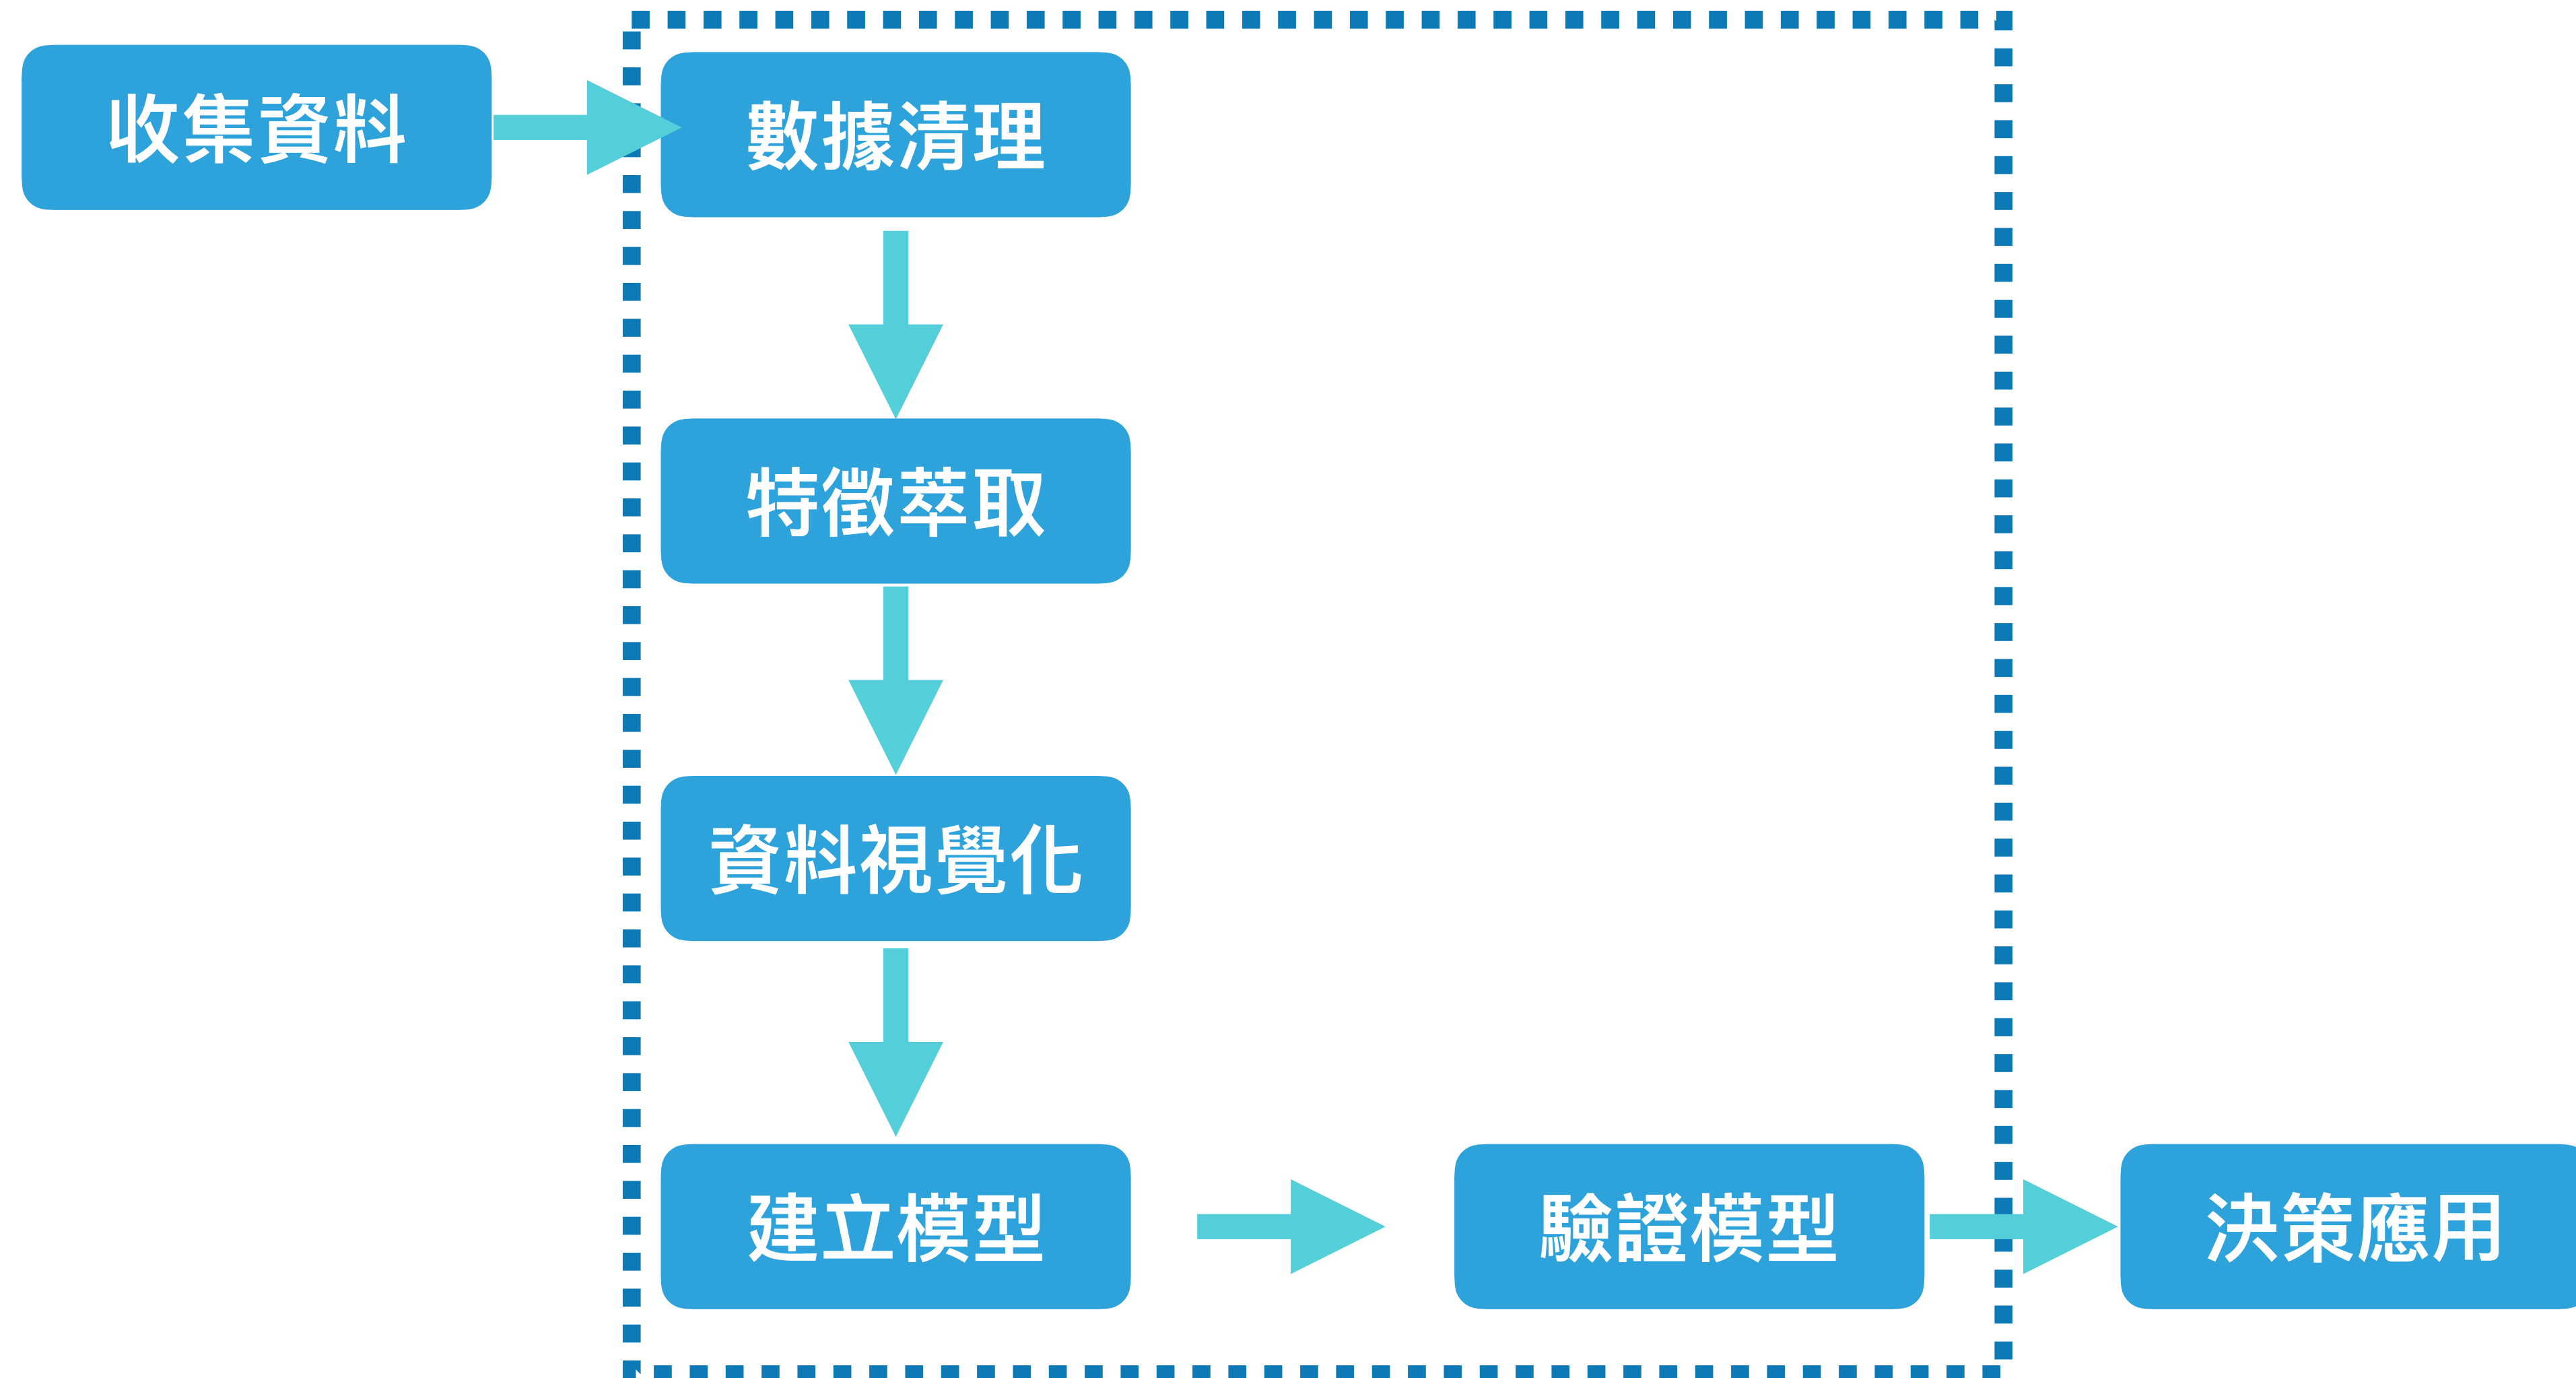 收集資料
數據清理
特徵萃取
資料視覺化
建立模型
驗證模型
決策應用